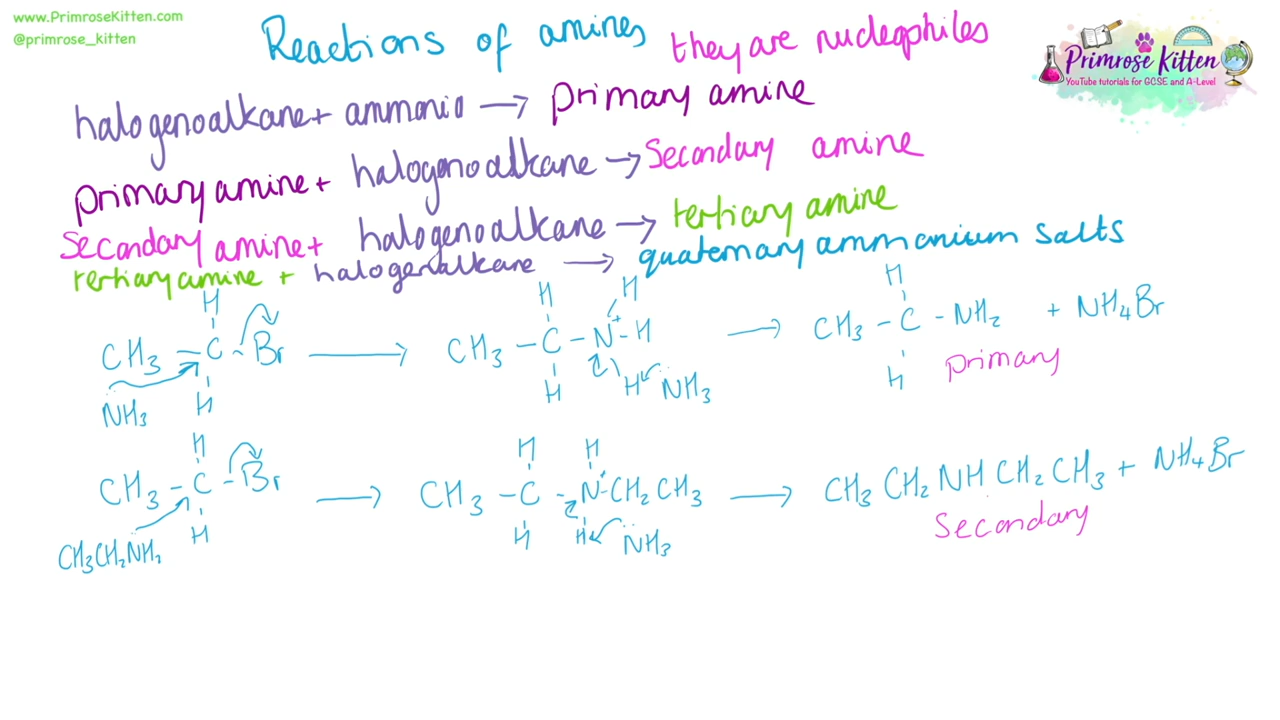 www.PrimroseKitten.com
@primrose_kitten
Reactions of amines they are nucleophiles
Primrose Kitten
YouTube tutorials for GCSE and A-Level
halogenoalkane + ammonia → primary amine
primary amine + halogenoalkane → Secondary amine
Secondary amine + halogenoalkane → tertiary amine
tertiary amine + halogenalkane → quaternary ammonium salts
H H H H
CH3 - C - Br → CH3 - C - N+ - H → CH3 - C - NH2 + NH4Br
H H H NH3 H primary
NH3
H H H
CH3 - C - Br → CH3 - C - N+ - CH2CH3 → CH3CH2NHCH2CH3 + NH4Br
H H H NH3 Secondary
CH3CH2NH2